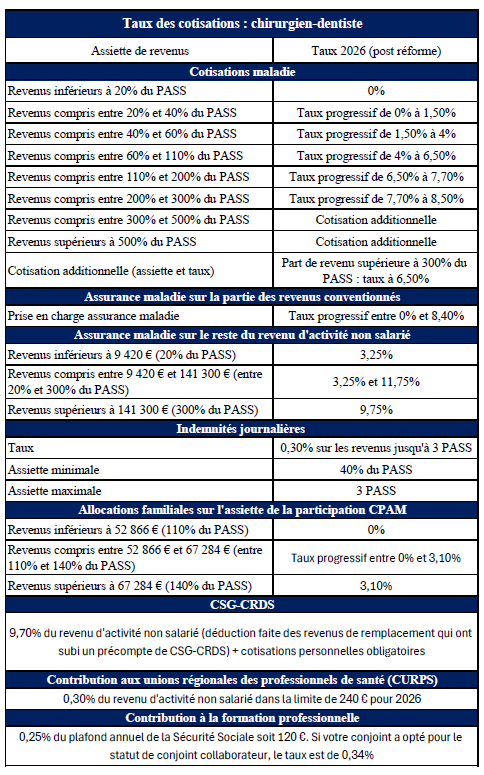 Taux des cotisations : chirurgien-dentiste
Assiette de revenus
Taux 2026 (post réforme)
Cotisations maladie
Revenus inférieurs à 20% du PASS
0%
Revenus compris entre 20% et 40% du PASS
Taux progressif de 0% à 1,50%
Revenus compris entre 40% et 60% du PASS
Taux progressif de 1,50% à 4%
Revenus compris entre 60% et 110% du PASS
Taux progressif de 4% à 6,50%
Revenus compris entre 110% et 200% du PASS
Taux progressif de 6,50% à 7,70%
Revenus compris entre 200% et 300% du PASS
Taux progressif de 7,70% à 8,50%
Revenus compris entre 300% et 500% du PASS
Cotisation additionnelle
Revenus supérieurs à 500% du PASS
Cotisation additionnelle
Cotisation additionnelle (assiette et taux)
Part de revenu supérieure à 300% du
PASS : taux à 6,50%
Assurance maladie sur la partie des revenus conventionnés
Prise en charge assurance maladie
Taux progressif entre 0% et 8,40%
Assurance maladie sur le reste du revenu d'activité non salarié
Revenus inférieurs à 9 420 € (20% du PASS)
3,25%
Revenus compris entre 9 420 € et 141 300 € (entre
20% et 300% du PASS)
3,25% et 11,75%
Revenus supérieurs à 141 300 € (300% du PASS)
9,75%
Indemnités journalières
Taux
0,30% sur les revenus jusqu'à 3 PASS
Assiette minimale
40% du PASS
Assiette maximale
3 PASS
Allocations familiales sur l'assiette de la participation CPAM
Revenus inférieurs à 52 866 € (110% du PASS)
0%
Revenus compris entre 52 866 € et 67 284 € (entre
110% et 140% du PASS)
Taux progressif entre 0% et 3,10%
Revenus supérieurs à 67 284 € (140% du PASS)
3,10%
CSG-CRDS
9,70% du revenu d'activité non salarié (déduction faite des revenus de remplacement qui ont
subi un précompte de CSG-CRDS) + cotisations personnelles obligatoires
Contribution aux unions régionales des professionnels de santé (CURPS)
0,30% du revenu d'activité non salarié dans la limite de 240 € pour 2026
Contribution à la formation professionnelle
0,25% du plafond annuel de la Sécurité Sociale soit 120 €. Si votre conjoint a opté pour le
statut de conjoint collaborateur, le taux est de 0,34%